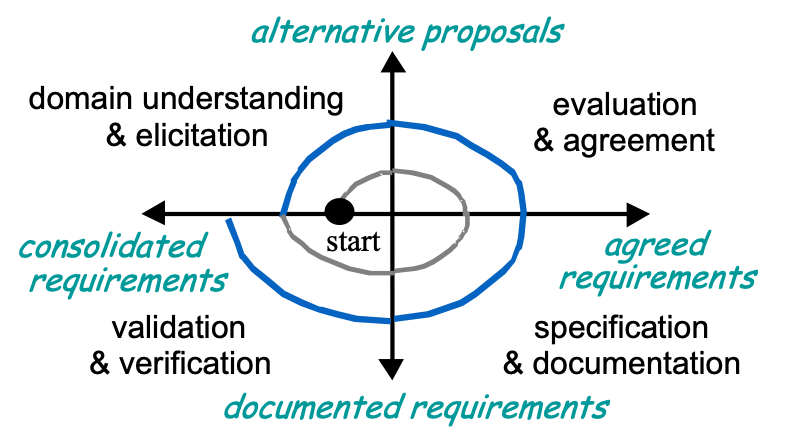 alternative proposals
domain understanding
& elicitation
evaluation
& agreement
start
consolidated
requirements
agreed
requirements
validation
& verification
specification
& documentation
documented requirements